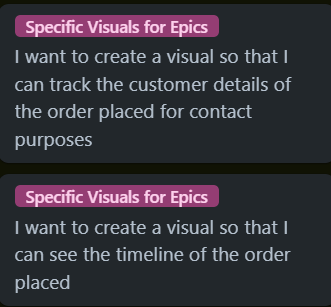 Specific Visuals for Epics
I want to create a visual so that I
can track the customer details of
the order placed for contact
purposes
Specific Visuals for Epics
I want to create a visual so that I
can see the timeline of the order
placed